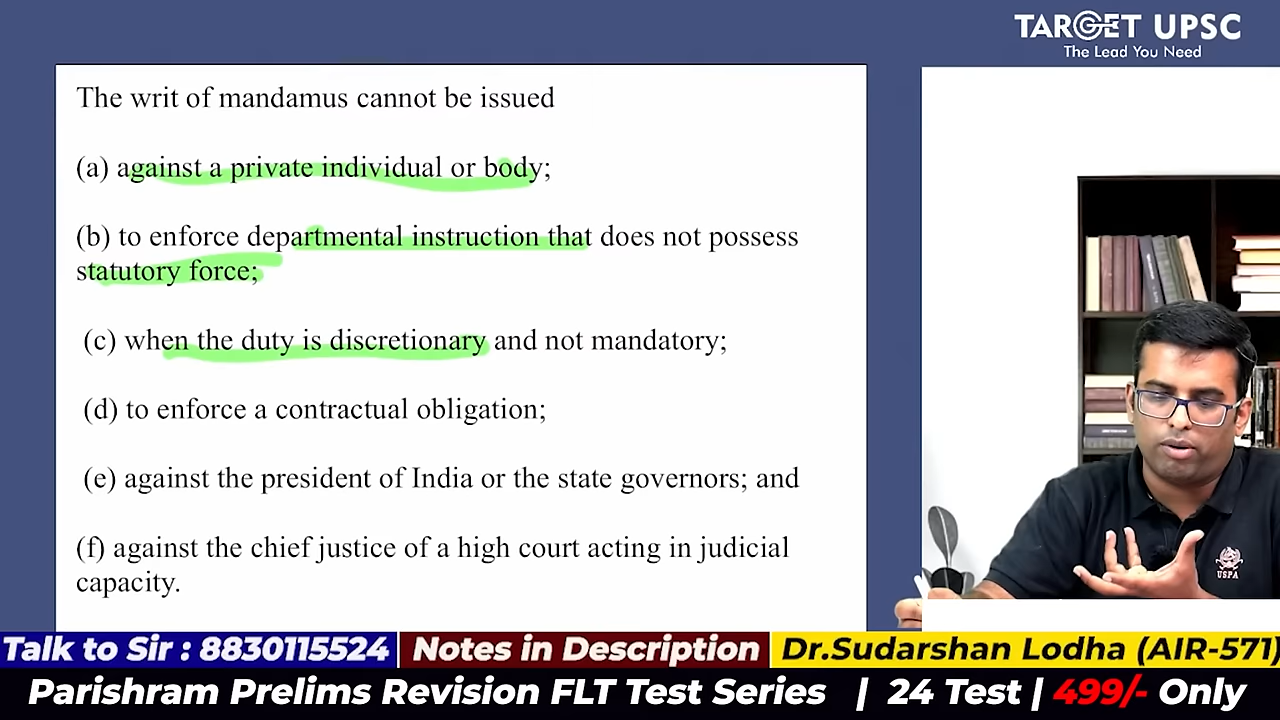 TARGET UPSC
The Lead You Need
The writ of mandamus cannot be issued
(a) against a private individual or body;
(b) to enforce departmental instruction that does not possess
statutory force;
(c) when the duty is discretionary and not mandatory;
(d) to enforce a contractual obligation;
(e) against the president of India or the state governors; and
(f) against the chief justice of a high court acting in judicial
capacity.
USPA
Talk to Sir : 8830115524 Notes in Description Dr.Sudarshan Lodha (AIR-571)
Parishram Prelims Revision FLT Test Series | 24 Test | 499/- Only